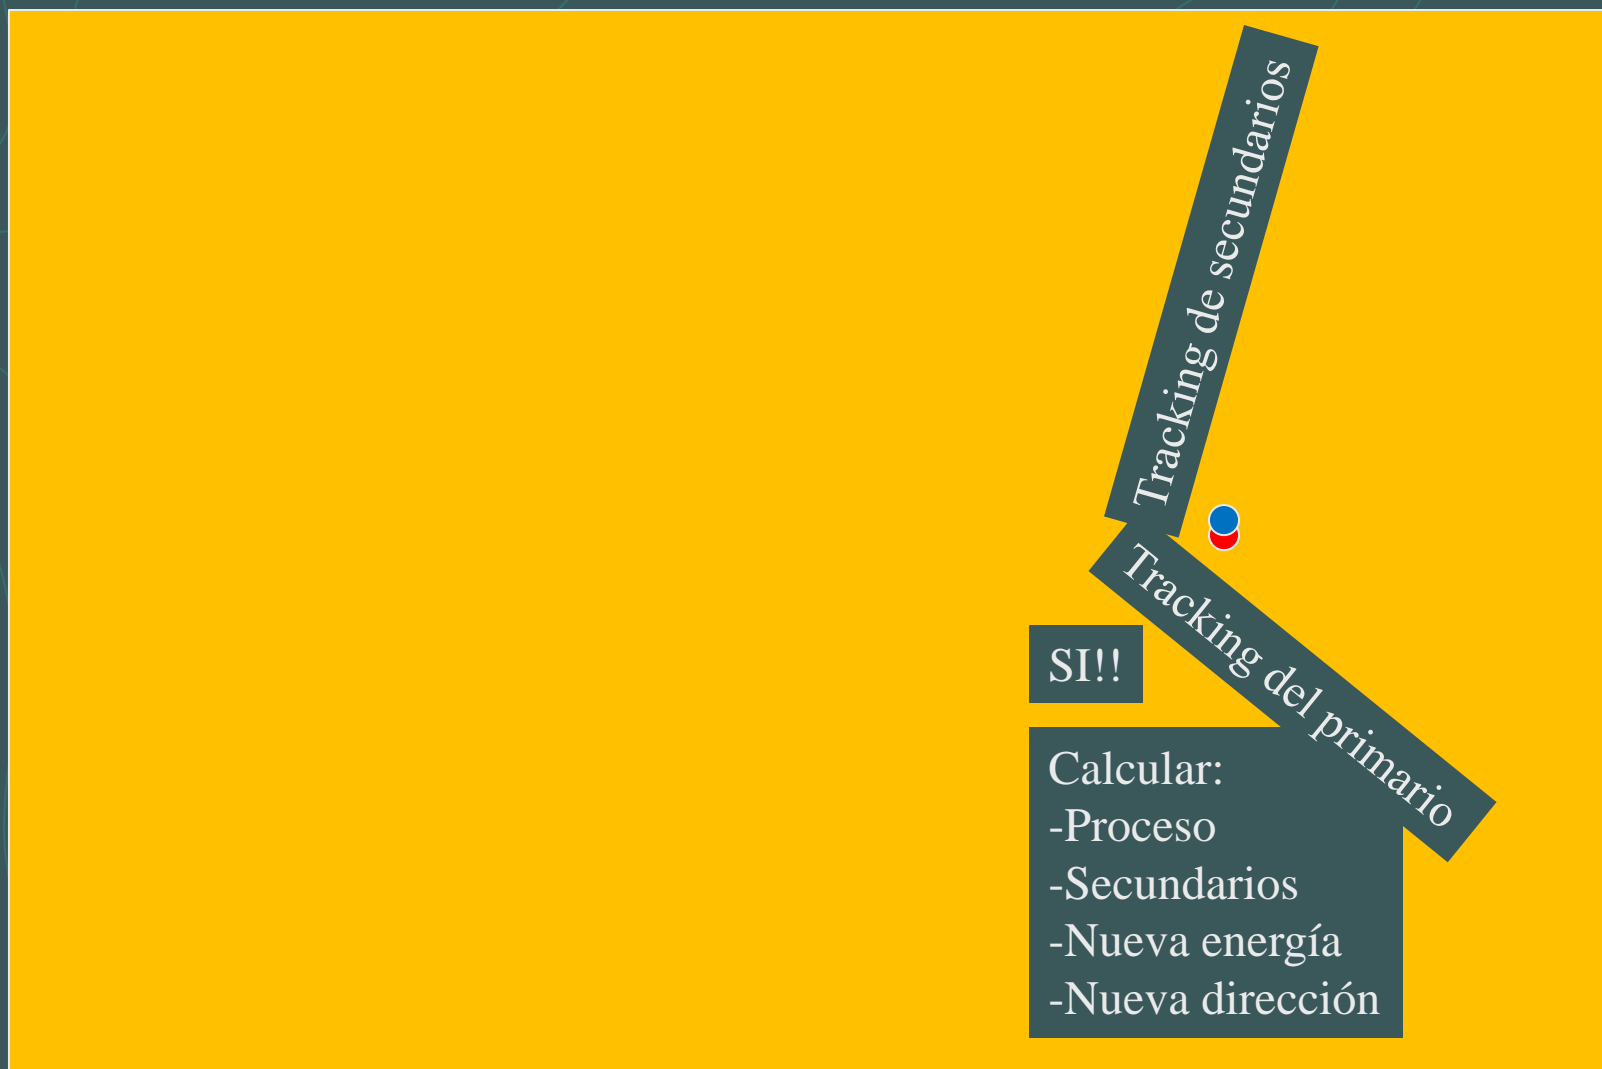 Tracking de secundarios
Tracking del primario
SI!!
Calcular:
-Proceso
-Secundarios
-Nueva energía
-Nueva dirección